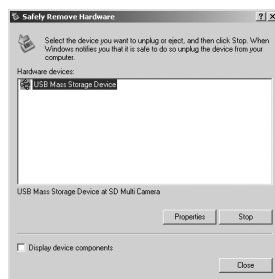 Safely Remove Hardware
Select the device you want to unplug or eject, and then click Stop. When
Windows notifies you that it is safe to do so unplug the device from your
computer.
Hardware devices:
USB Mass Storage Device
USB Mass Storage Device at SD Multi Camera
Properties Stop
Display device components
Close